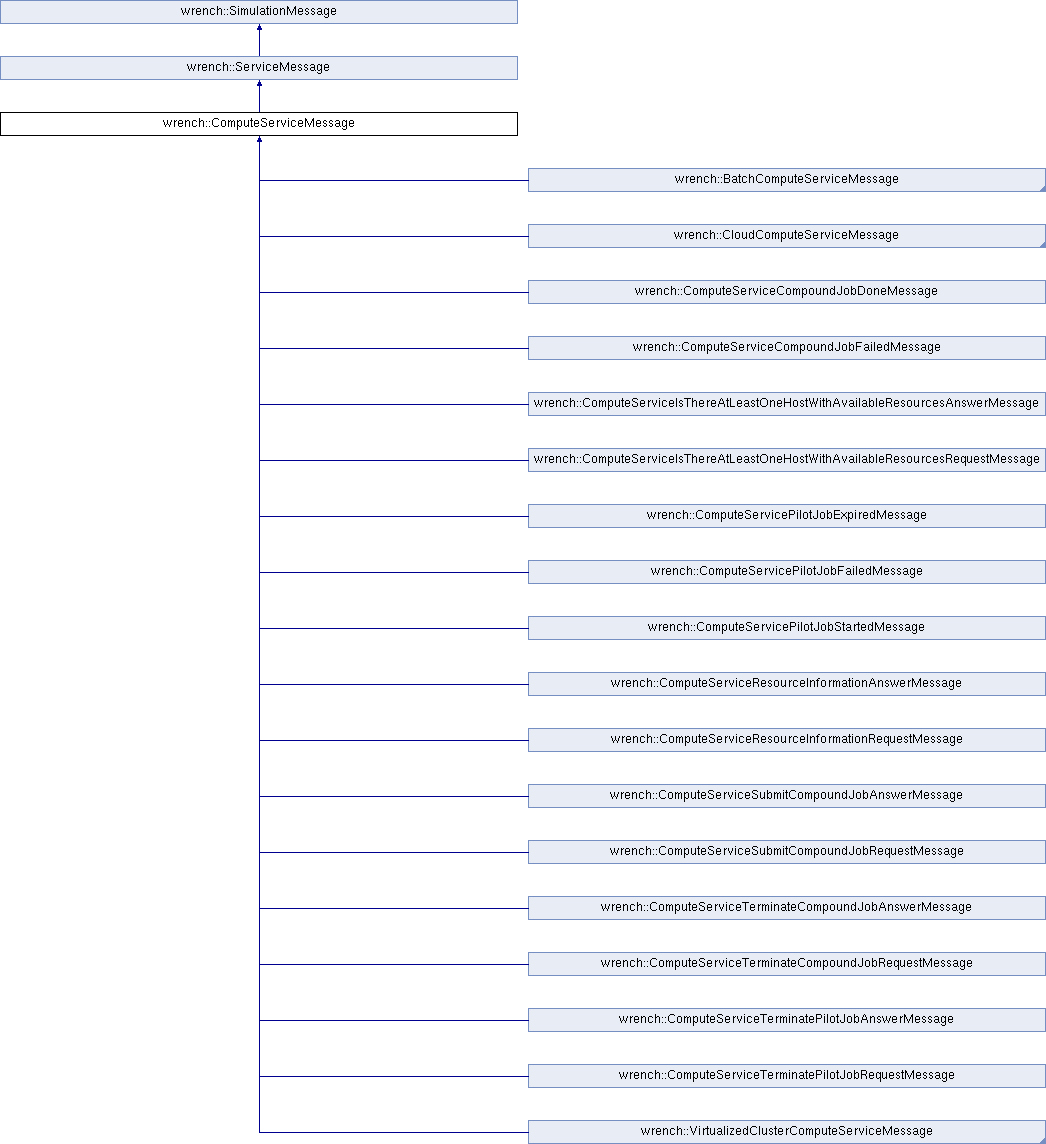 wrench::SimulationMessage
wrench::ServiceMessage
wrench::ComputeServiceMessage
wrench::BatchComputeServiceMessage
wrench::CloudComputeServiceMessage
wrench::ComputeServiceCompoundJobDoneMessage
wrench::ComputeServiceCompoundJobFailedMessage
wrench::ComputeServiceIsThereAtLeastOneHostWithAvailableResourcesAnswerMessage
wrench::ComputeServiceIsThereAtLeastOneHostWithAvailableResourcesRequestMessage
wrench::ComputeServicePilotJobExpiredMessage
wrench::ComputeServicePilotJobFailedMessage
wrench::ComputeServicePilotJobStartedMessage
wrench::ComputeServiceResourceInformationAnswerMessage
wrench::ComputeServiceResourceInformationRequestMessage
wrench::ComputeServiceSubmitCompoundJobAnswerMessage
wrench::ComputeServiceSubmitCompoundJobRequestMessage
wrench::ComputeServiceTerminateCompoundJobAnswerMessage
wrench::ComputeServiceTerminateCompoundJobRequestMessage
wrench::ComputeServiceTerminatePilotJobAnswerMessage
wrench::ComputeServiceTerminatePilotJobRequestMessage
wrench::VirtualizedClusterComputeServiceMessage